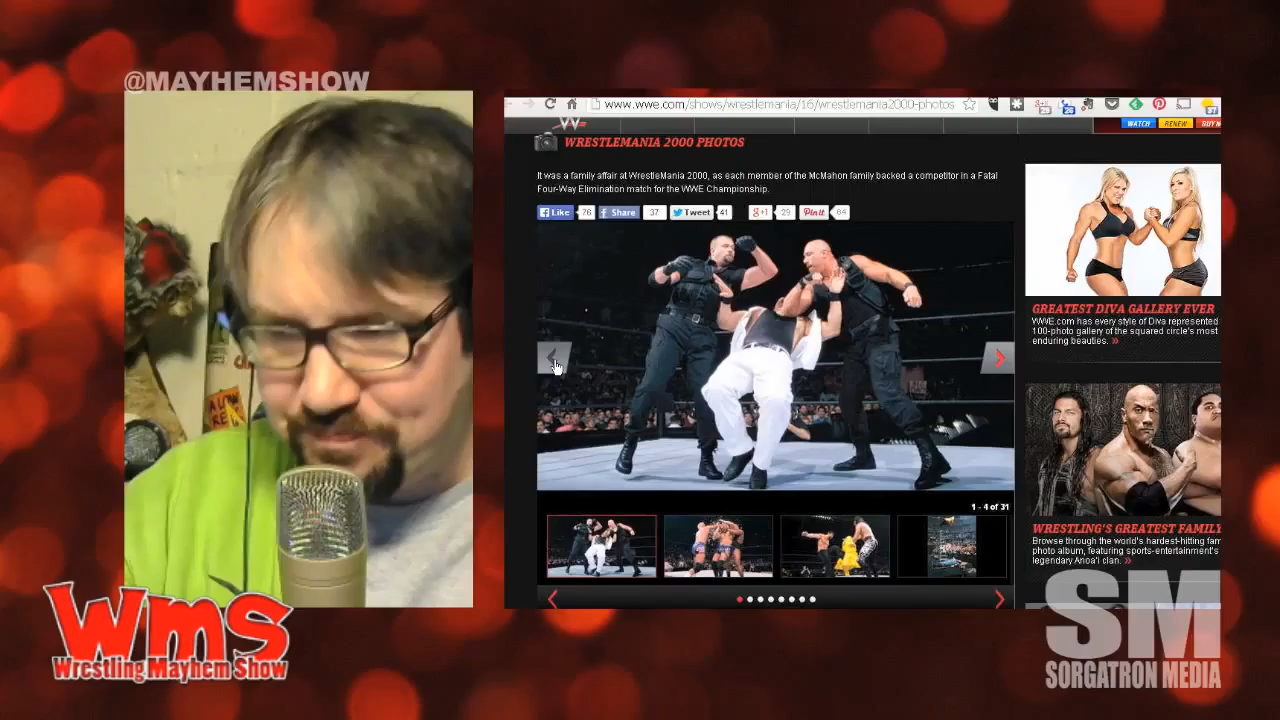 @MAYHEMSHOW
www.wwe.com/shows/wrestlemania/16/wrestlemania2000-photos
WATCH
RENEW
WRESTLEMANIA 2000 PHOTOS
It was a family affair at WrestleMania 2000, as each member of the McMahon family backed a competitor in a Fatal
Four-Way Elimination match for the WWE Championship.
Like 76 Share 37 Tweet 41 +1 29 Pin it 64
GREATEST DIVA GALLERY EVER
WWE.com has every style of Diva represented
100-photo gallery of the squared circle's most
enduring beauties. »
1 - 4 of 31
WRESTLING'S GREATEST FAMILY
Browse through the world's hardest-hitting fam
photo album, featuring sports-entertainment's
legendary Anoa'i clan. »
wms
Wrestling Mayhem Show
SM
SORGATRON MEDIA